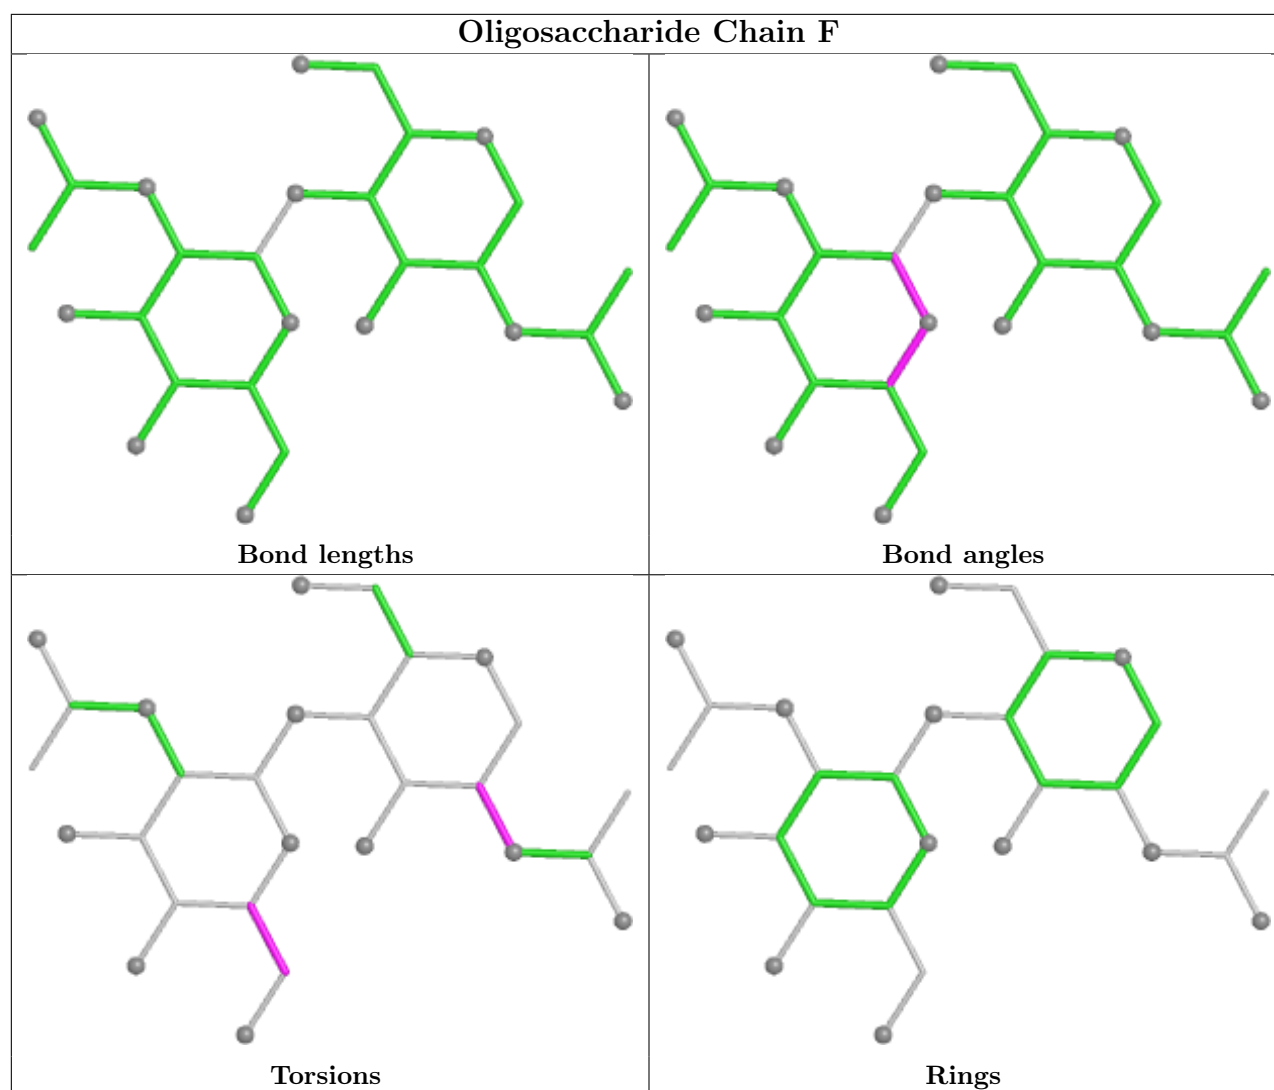 Oligosaccharide Chain F
Bond lengths
Bond angles
Torsions
Rings